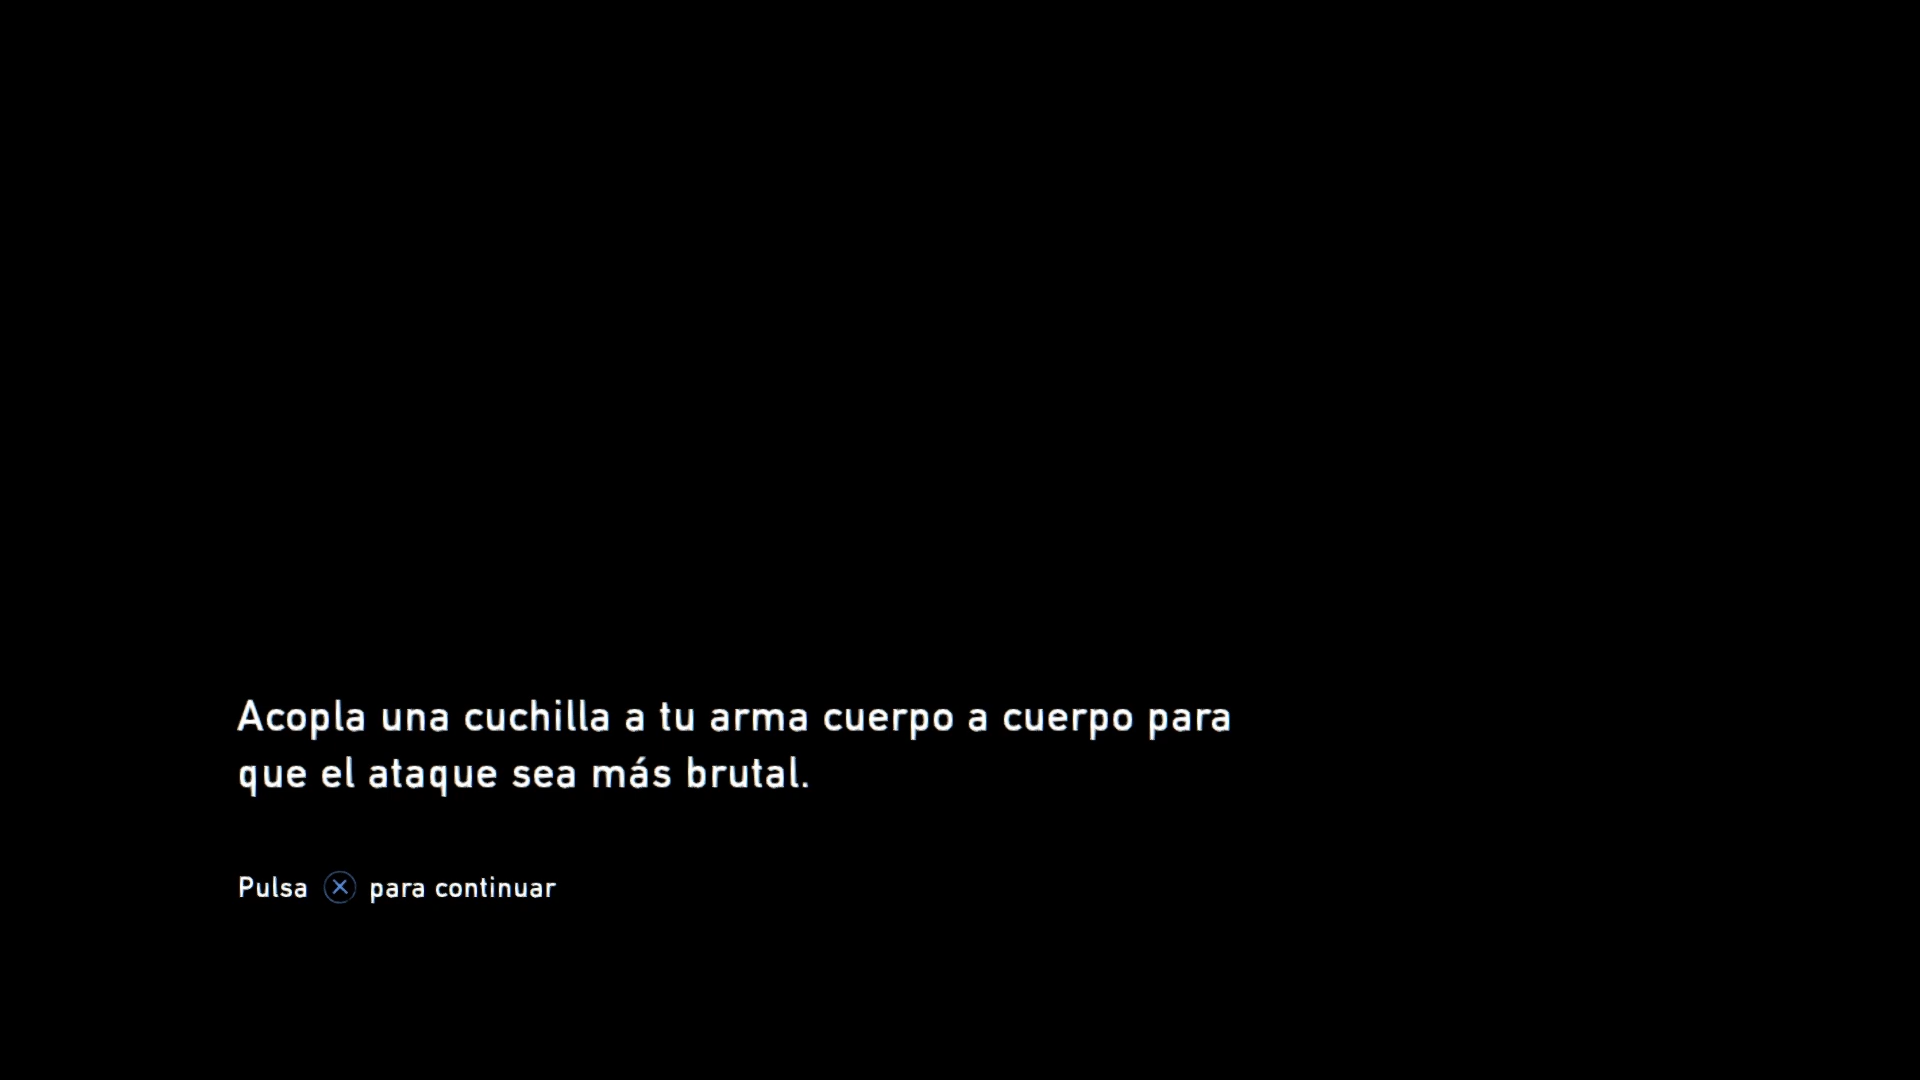 Acopla una cuchilla a tu arma cuerpo a cuerpo para
que el ataque sea más brutal.
Pulsa ⓧ para continuar